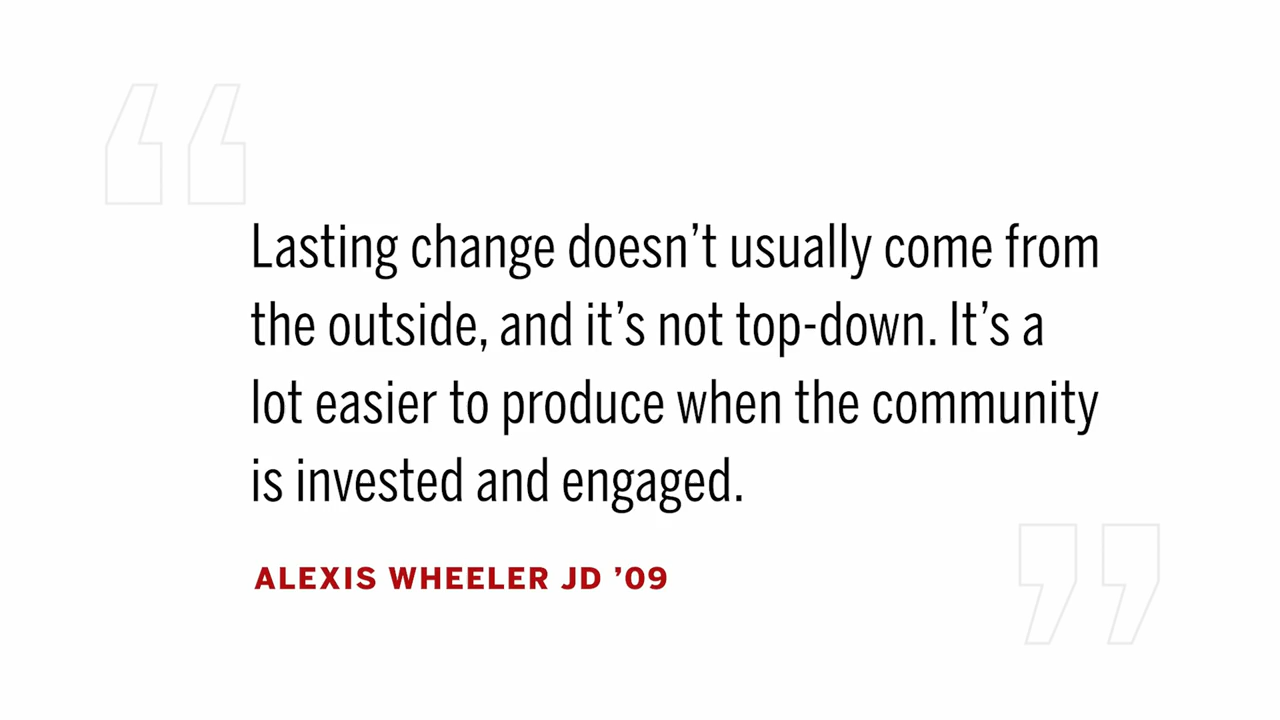 Lasting change doesn’t usually come from
the outside, and it’s not top-down. It’s a
lot easier to produce when the community
is invested and engaged.
ALEXIS WHEELER JD ’09